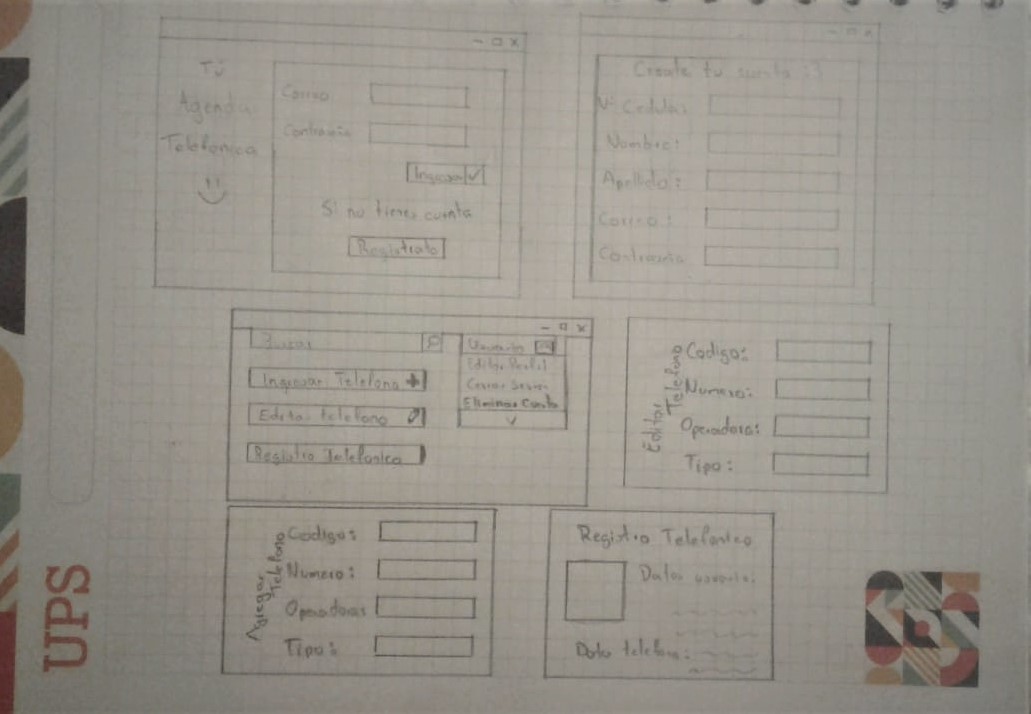 Tú
Agenda
Telefonica
Correo
Contraseña
Ingresar
Si no tienes cuenta
Registrate
Create tu cuenta :3
N° Cedula:
Nombre:
Apellido:
Correo:
Contraseña
Buscar
Ingresar Telefono +
Editar telefono
Registro Telefonico
Usuario
Editar Perfil
Cerrar Sesion
Eliminar Cuenta
Editar Telefono
Codigo:
Numero:
Operadora:
Tipo:
Agregar Telefono
Codigo:
Numero:
Operadora:
Tipo:
Registro Telefonico
Datos usuario:
Dato telefono:
UPS